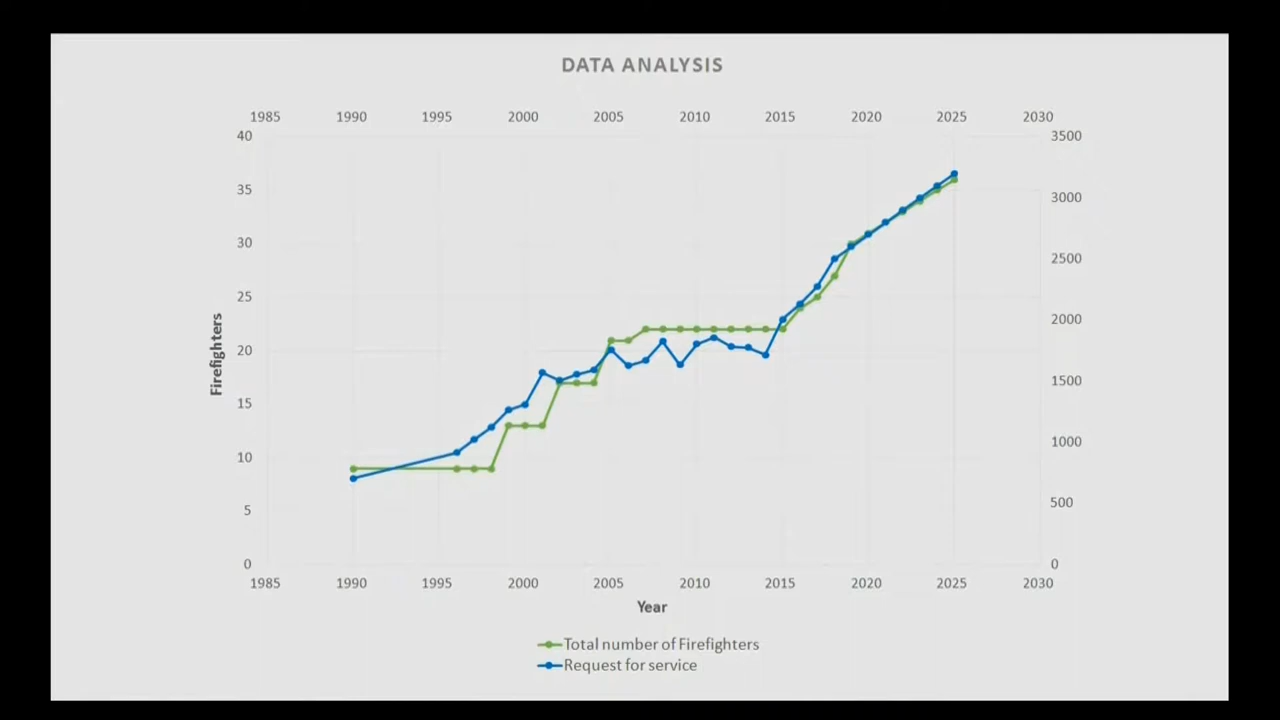 DATA ANALYSIS
1985 1990 1995 2000 2005 2010 2015 2020 2025 2030
40 3500
35
3000
30
2500
25
2000
20
1500
15
1000
10
500
5
0 0
Firefighters
1985 1990 1995 2000 2005 2010 2015 2020 2025 2030
Year
Total number of Firefighters
Request for service